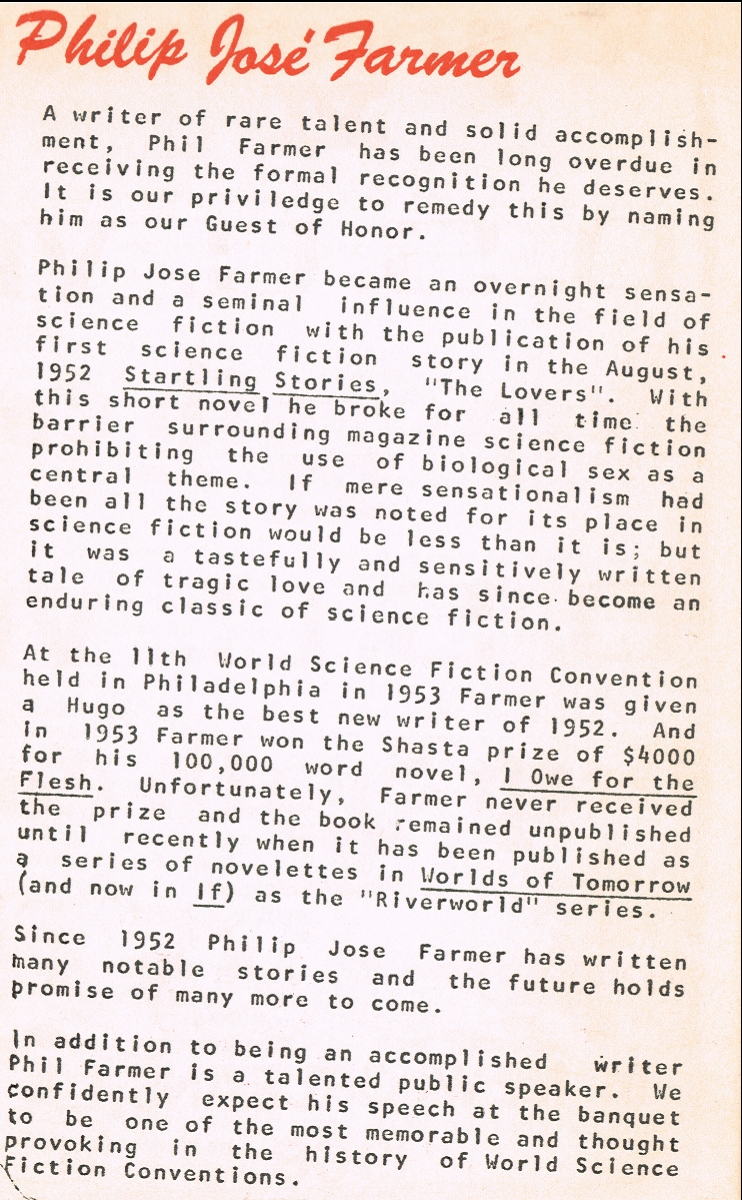 Philip José Farmer
A writer of rare talent and solid accomplish-
ment, Phil Farmer has been long overdue in
receiving the formal recognition he deserves.
It is our priviledge to remedy this by naming
him as our Guest of Honor.
Philip Jose Farmer became an overnight sensa-
tion and a seminal influence in the field of
science fiction with the publication of his
first science fiction story in the August,
1952 Startling Stories, "The Lovers". With
this short novel he broke for all time the
barrier surrounding magazine science fiction
prohibiting the use of biological sex as a
central theme. If mere sensationalism had
been all the story was noted for its place in
science fiction would be less than it is; but
it was a tastefully and sensitively written
tale of tragic love and has since become an
enduring classic of science fiction.
At the 11th World Science Fiction Convention
held in Philadelphia in 1953 Farmer was given
a Hugo as the best new writer of 1952. And
in 1953 Farmer won the Shasta prize of $4000
for his 100,000 word novel, I Owe for the
Flesh. Unfortunately, Farmer never received
the prize and the book remained unpublished
until recently when it has been published as
a series of novelettes in Worlds of Tomorrow
(and now in If) as the "Riverworld" series.
Since 1952 Philip Jose Farmer has written
many notable stories and the future holds
promise of many more to come.
In addition to being an accomplished writer
Phil Farmer is a talented public speaker. We
confidently expect his speech at the banquet
to be one of the most memorable and thought
provoking in the history of World Science
Fiction Conventions.